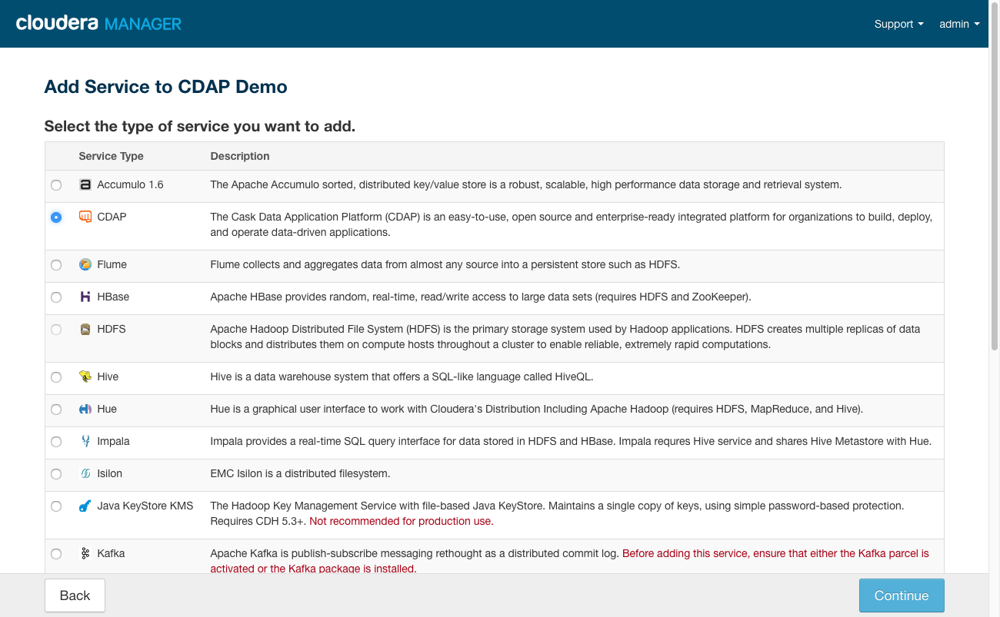 cloudera MANAGER
Support
admin
Add Service to CDAP Demo
Select the type of service you want to add.
Service Type Description
Accumulo 1.6 The Apache Accumulo sorted, distributed key/value store is a robust, scalable, high performance data storage and retrieval system.
CDAP The Cask Data Application Platform (CDAP) is an easy-to-use, open source and enterprise-ready integrated platform for organizations to build, deploy,
and operate data-driven applications.
Flume Flume collects and aggregates data from almost any source into a persistent store such as HDFS.
HBase Apache HBase provides random, real-time, read/write access to large data sets (requires HDFS and ZooKeeper).
HDFS Apache Hadoop Distributed File System (HDFS) is the primary storage system used by Hadoop applications. HDFS creates multiple replicas of data
blocks and distributes them on compute hosts throughout a cluster to enable reliable, extremely rapid computations.
Hive Hive is a data warehouse system that offers a SQL-like language called HiveQL.
Hue Hue is a graphical user interface to work with Cloudera's Distribution Including Apache Hadoop (requires HDFS, MapReduce, and Hive).
Impala Impala provides a real-time SQL query interface for data stored in HDFS and HBase. Impala requres Hive service and shares Hive Metastore with Hue.
Isilon EMC Isilon is a distributed filesystem.
Java KeyStore KMS The Hadoop Key Management Service with file-based Java KeyStore. Maintains a single copy of keys, using simple password-based protection.
Requires CDH 5.3+. Not recommended for production use.
Kafka Apache Kafka is publish-subscribe messaging rethought as a distributed commit log. Before adding this service, ensure that either the Kafka parcel is
activated or the Kafka package is installed.
Back Continue